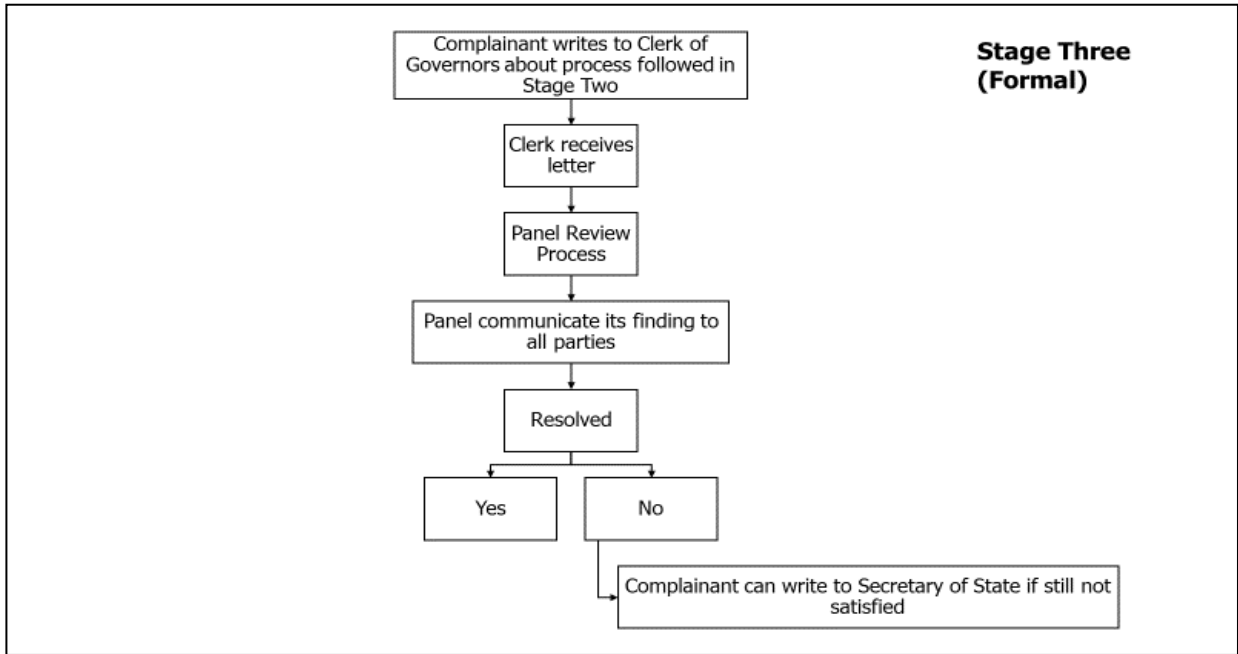 Complainant writes to Clerk of
Governors about process followed in
Stage Two
Stage Three
(Formal)
Clerk receives
letter
Panel Review
Process
Panel communicate its finding to
all parties
Resolved
Yes
No
Complainant can write to Secretary of State if still not
satisfied